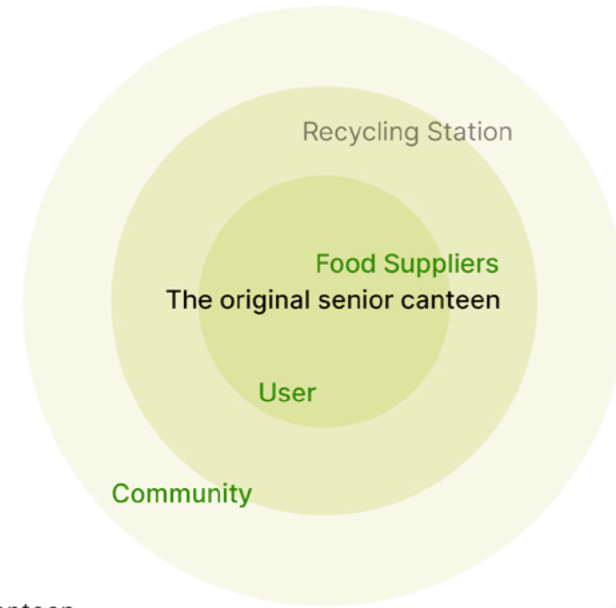 Recycling Station
Food Suppliers
The original senior canteen
User
Community